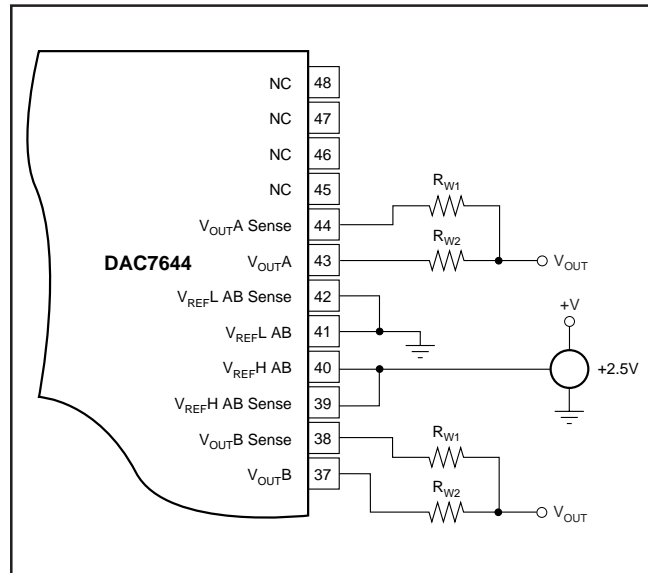 NC 48
NC 47
NC 46
NC 45
VOUTA Sense 44
RW1
DAC7644
VOUTA 43
RW2
VOUT
VREFL AB Sense 42
VREFL AB 41
+V
VREFH AB 40
+2.5V
VREFH AB Sense 39
VOUTB Sense 38
RW1
VOUTB 37
RW2
VOUT